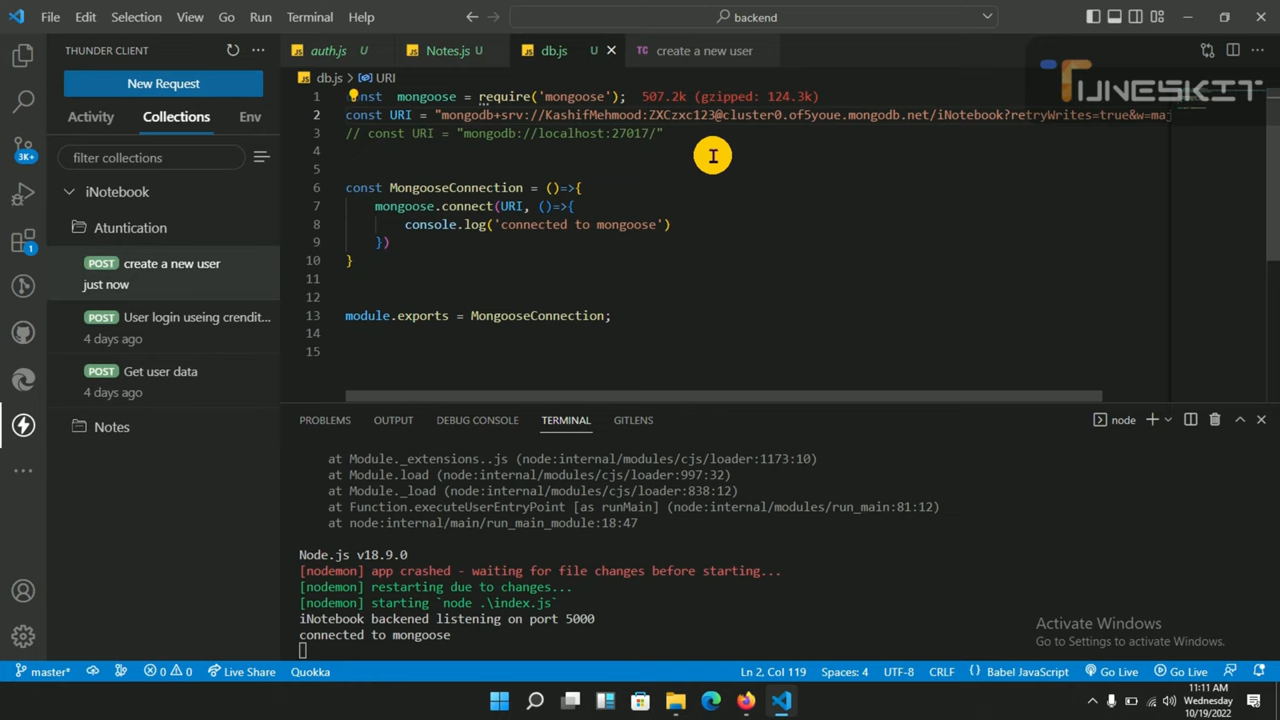 File Edit Selection View Go Run Terminal Help
backend
THUNDER CLIENT
auth.js U
Notes.js U
db.js U
create a new user
TUNESKIT
New Request
db.js > URI
Activity Collections Env
filter collections
iNotebook
Atuntication
POST create a new user
just now
POST User login useing crendit...
4 days ago
POST Get user data
4 days ago
Notes
3K+
1
1 const mongoose = require('mongoose'); 507.2k (gzipped: 124.3k)
2 const URI = "mongodb+srv://KashifMehmood:ZXCzxc123@cluster0.of5youe.mongodb.net/iNotebook?retryWrites=true&w=maj
3 // const URI = "mongodb://localhost:27017/"
4
5
6 const MongooseConnection = ()=>{
7 mongoose.connect(URI, ()=>{
8 console.log('connected to mongoose')
9 })
10 }
11
12
13 module.exports = MongooseConnection;
14
15
PROBLEMS OUTPUT DEBUG CONSOLE TERMINAL GITLENS
node
at Module._extensions..js (node:internal/modules/cjs/loader:1173:10)
at Module.load (node:internal/modules/cjs/loader:997:32)
at Module._load (node:internal/modules/cjs/loader:838:12)
at Function.executeUserEntryPoint [as runMain] (node:internal/modules/run_main:81:12)
at node:internal/main/run_main_module:18:47
Node.js v18.9.0
[nodemon] app crashed - waiting for file changes before starting...
[nodemon] restarting due to changes...
[nodemon] starting `node .\index.js`
iNotebook backened listening on port 5000
connected to mongoose
Activate Windows
Go to Settings to activate Windows.
master* 0 0 Live Share Quokka
Ln 2, Col 119 Spaces: 4 UTF-8 CRLF Babel JavaScript Go Live Go Live
11:11 AM
10/19/2022
Wednesday